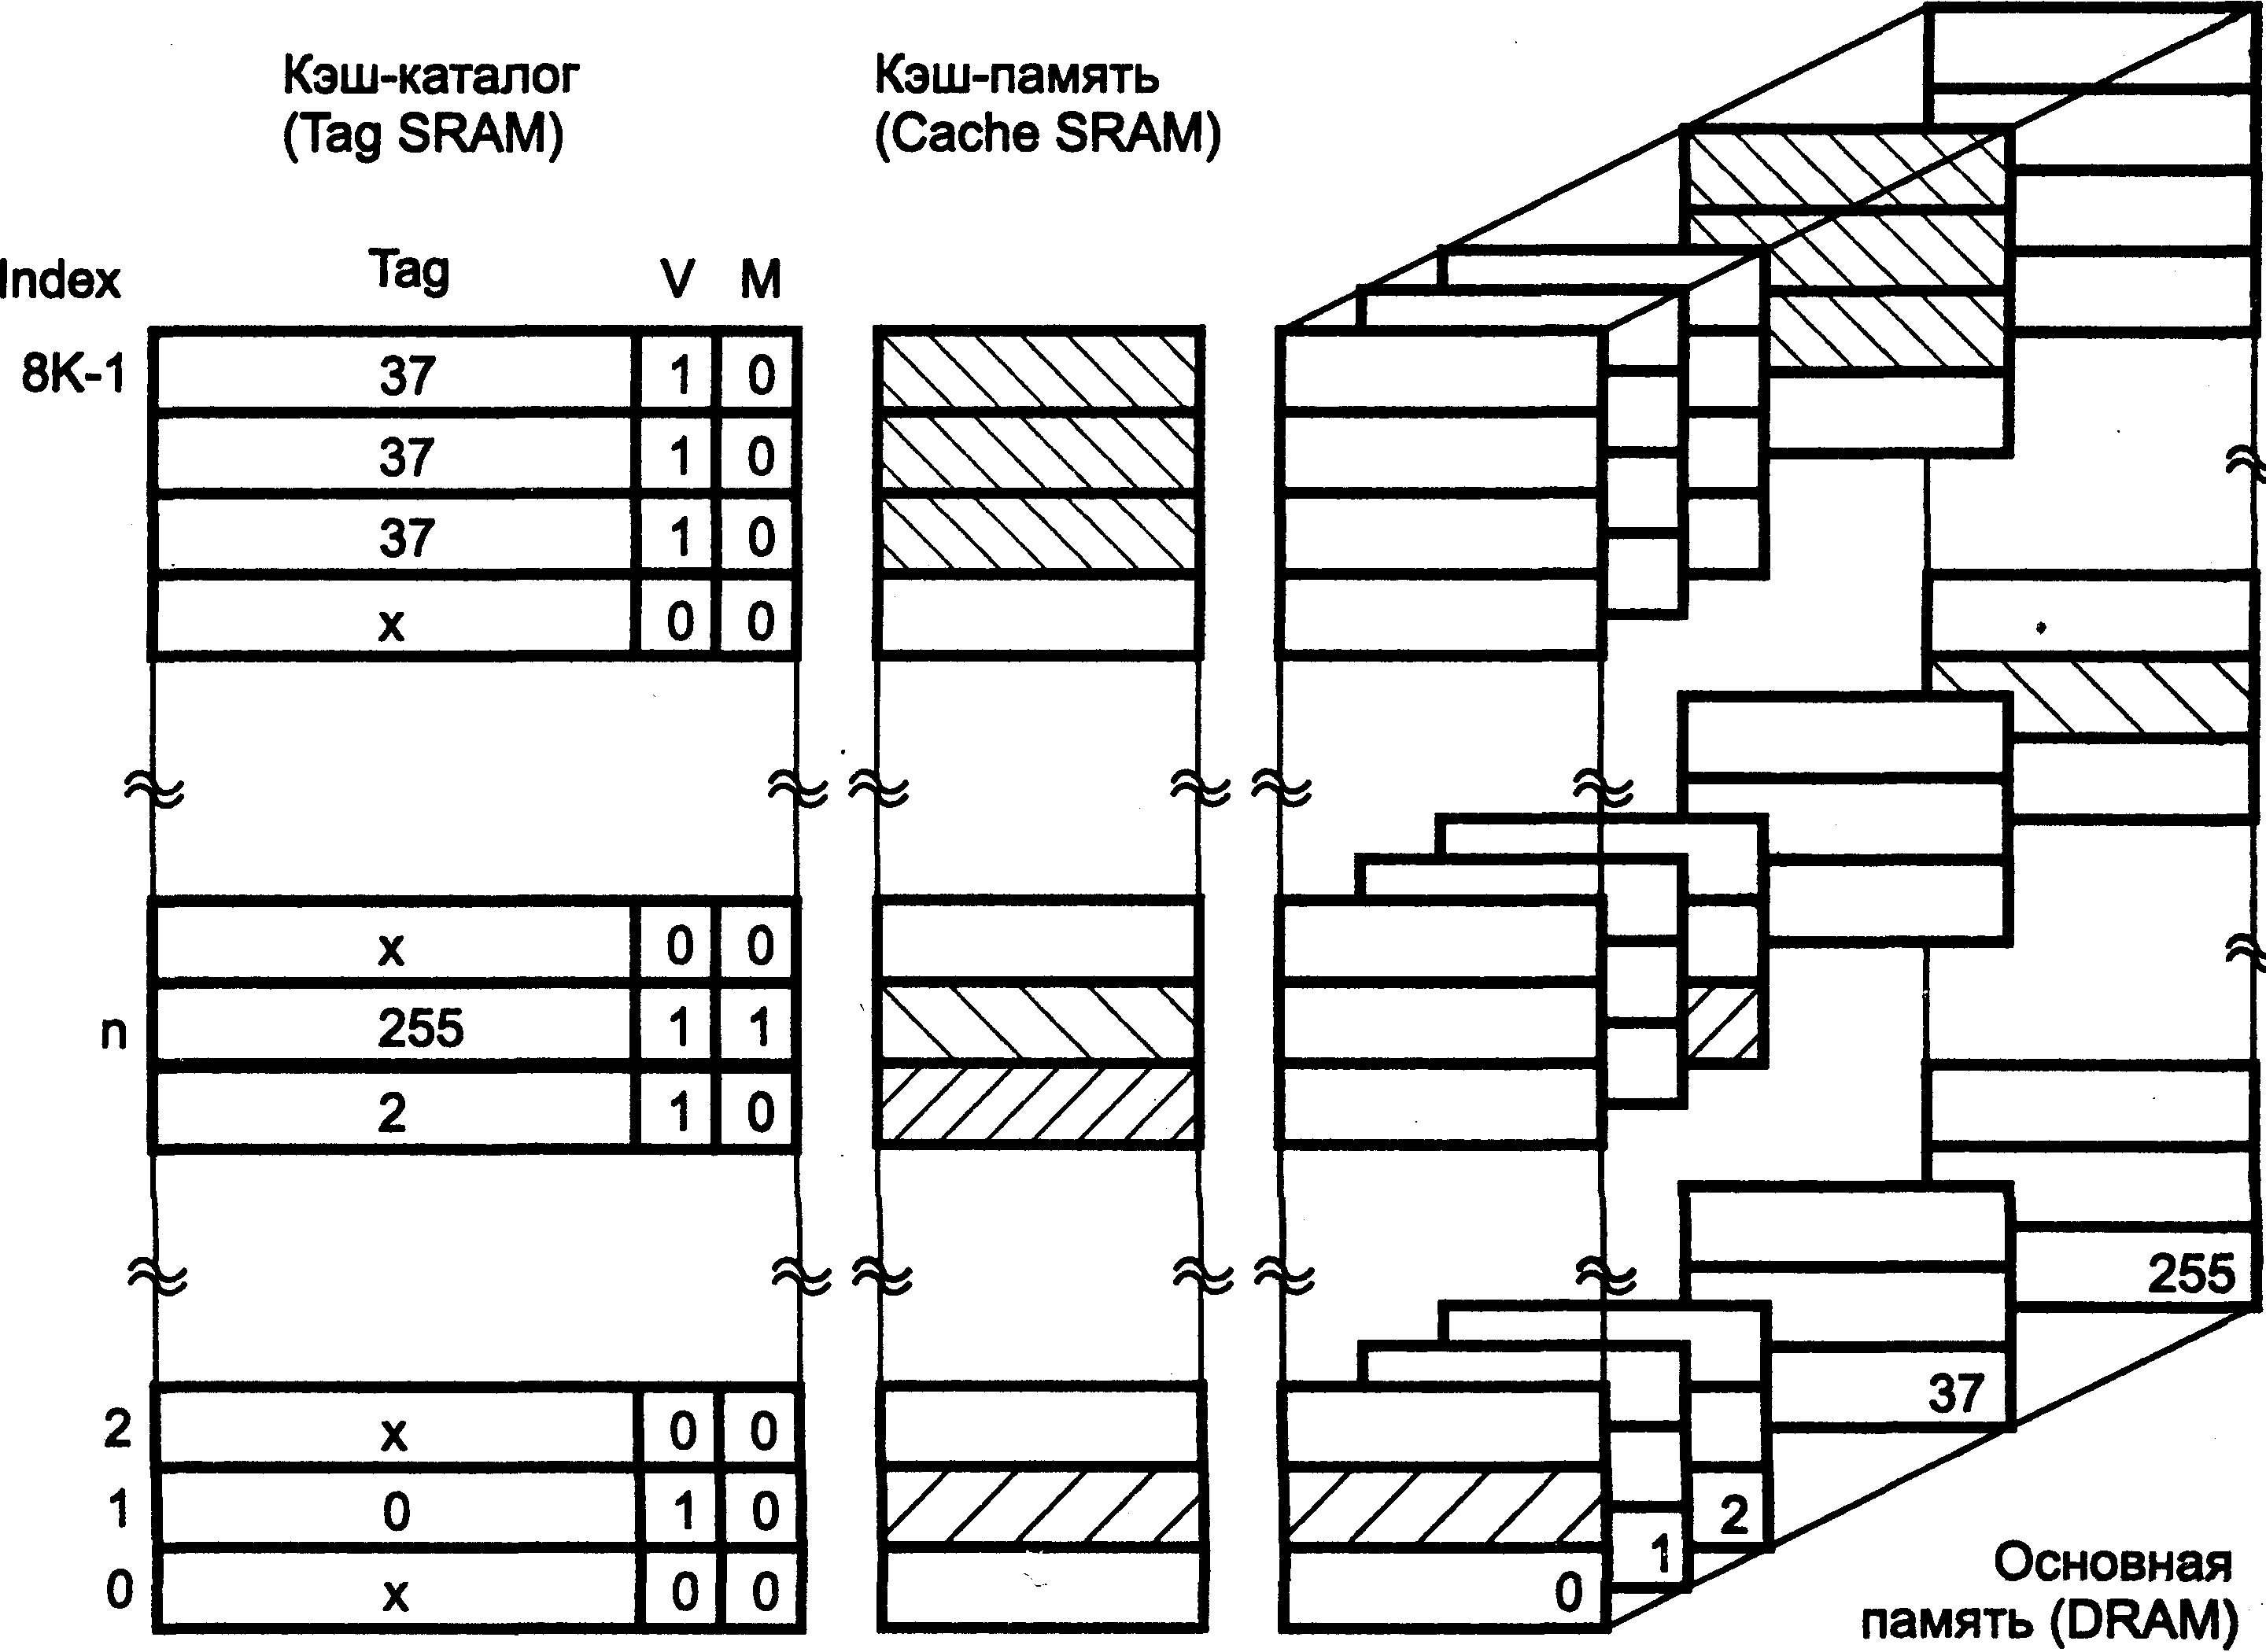 Кэш-каталог
(Tag SRAM)
Кэш-память
(Cache SRAM)
Index Tag V M
8K-1 37 1 0
37 1 0
37 1 0
x 0 0
x 0 0
n 255 1 1
2 1 0
2 x 0 0
1 0 1 0
0 x 0 0
0
1
2
37
255
Основная
память (DRAM)